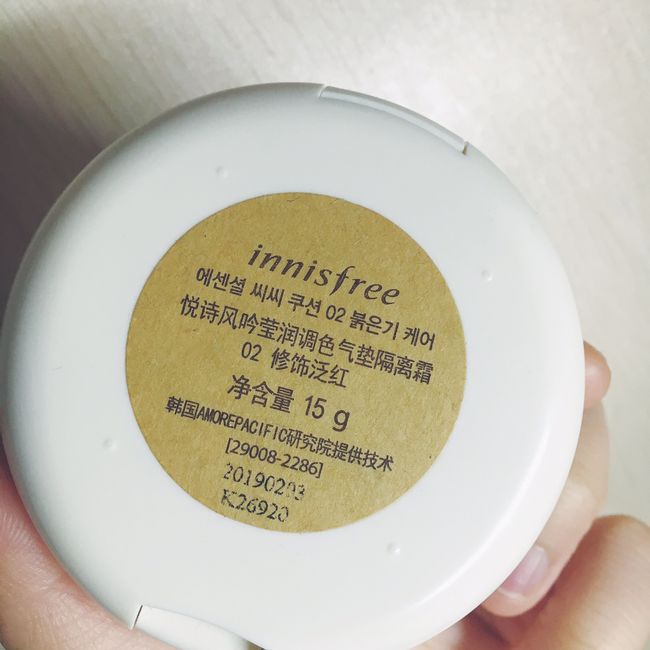 innisfree
에센셜 씨씨 쿠션 02 붉은기 케어
悦诗风吟莹润调色气垫隔离霜
02 修饰泛红
净含量 15 g
韩国AMOREPACIFIC研究院提供技术
[29008-2286]
20190203
K26920